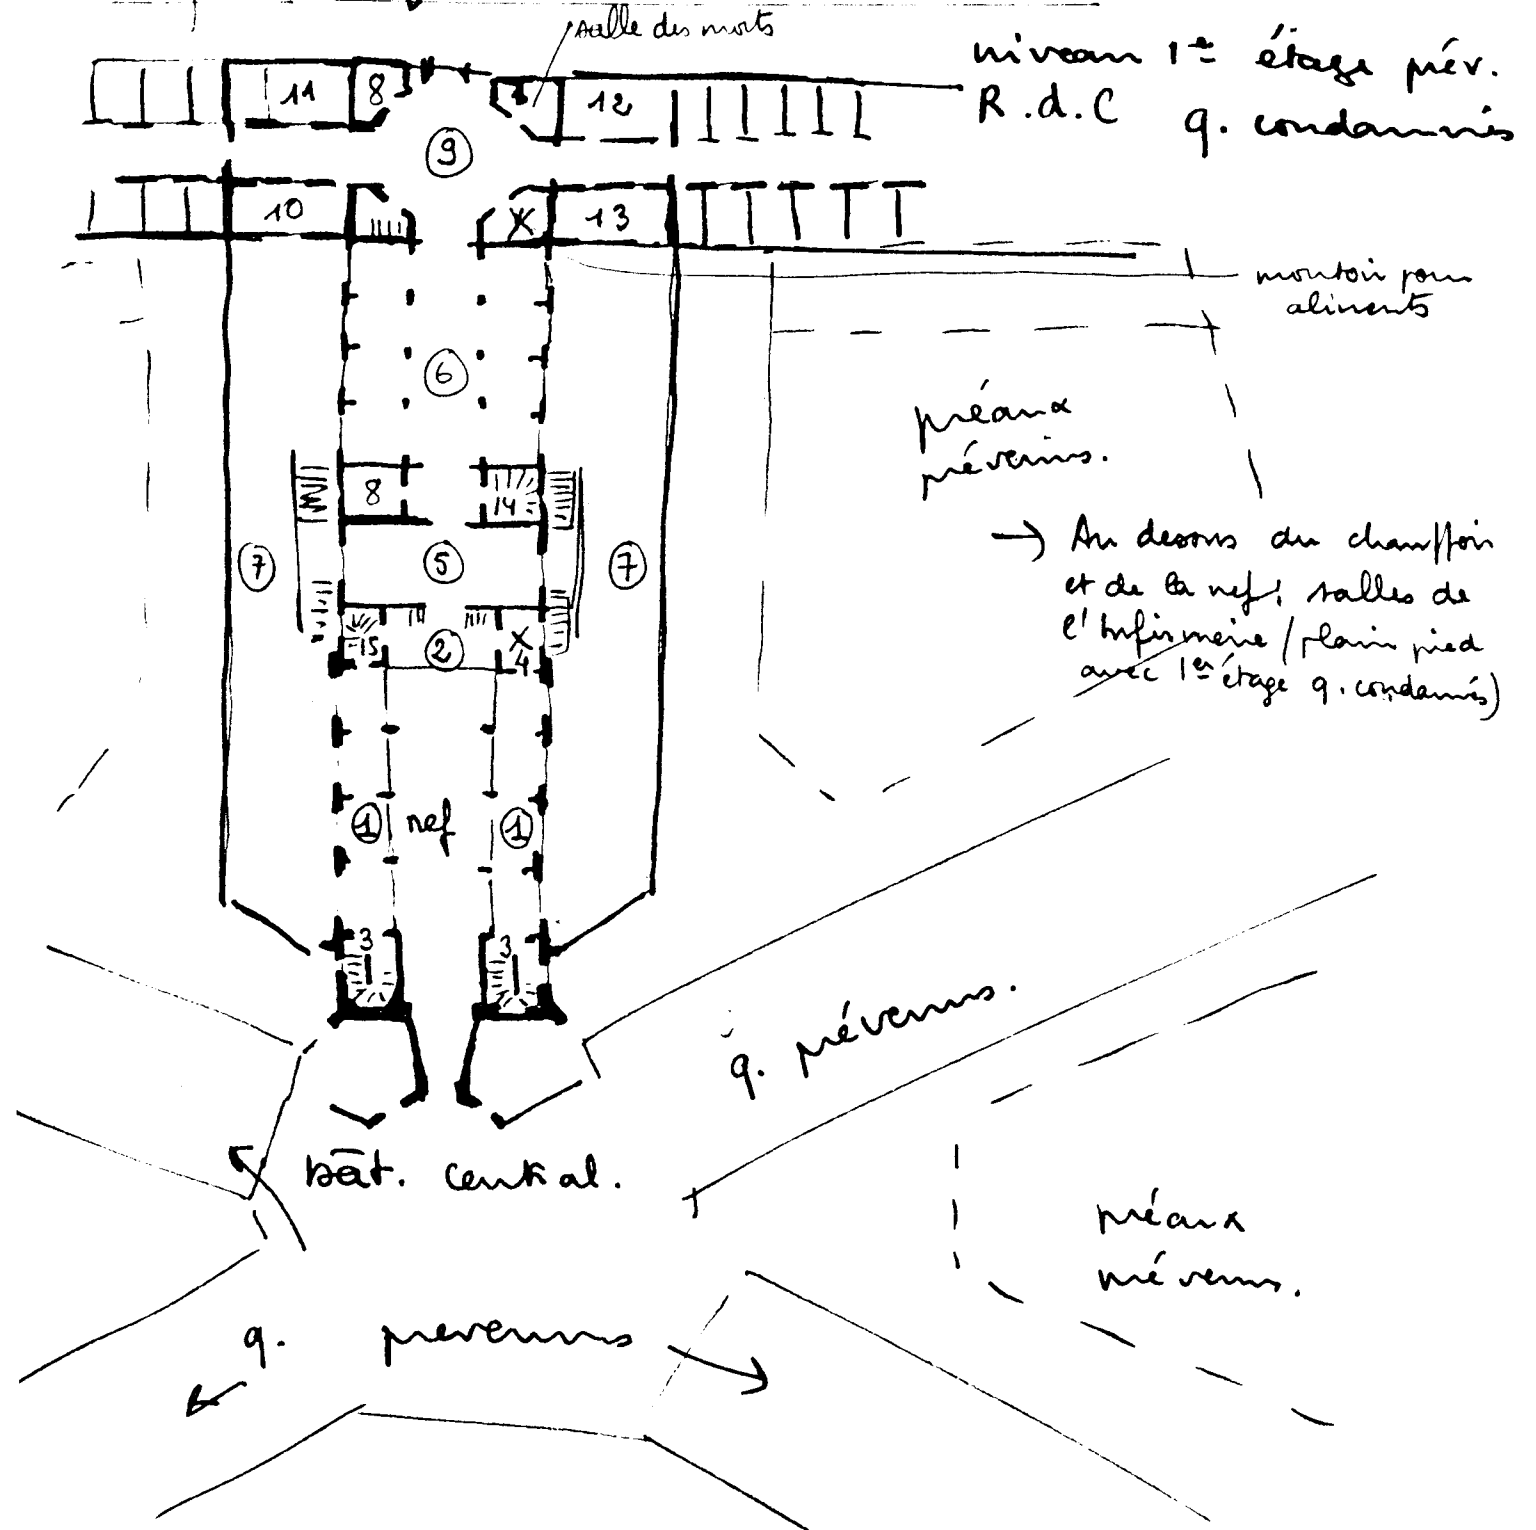 salle des morts
niveau 1e étage prév.
R.d.C q. condamnés
11
8
12
9
10
13
montoir pour
aliments
6
préaux
prévenus.
8
14
7
5
7
→ Au dessous du chauffoir
et de la nef : salles de
l'Infirmerie / plain pied
avec 1er étage q. condamnés)
15
2
4
1
nef
1
3
3
q. prévenus.
bât. central.
préaux
prévenus.
q. prevenus